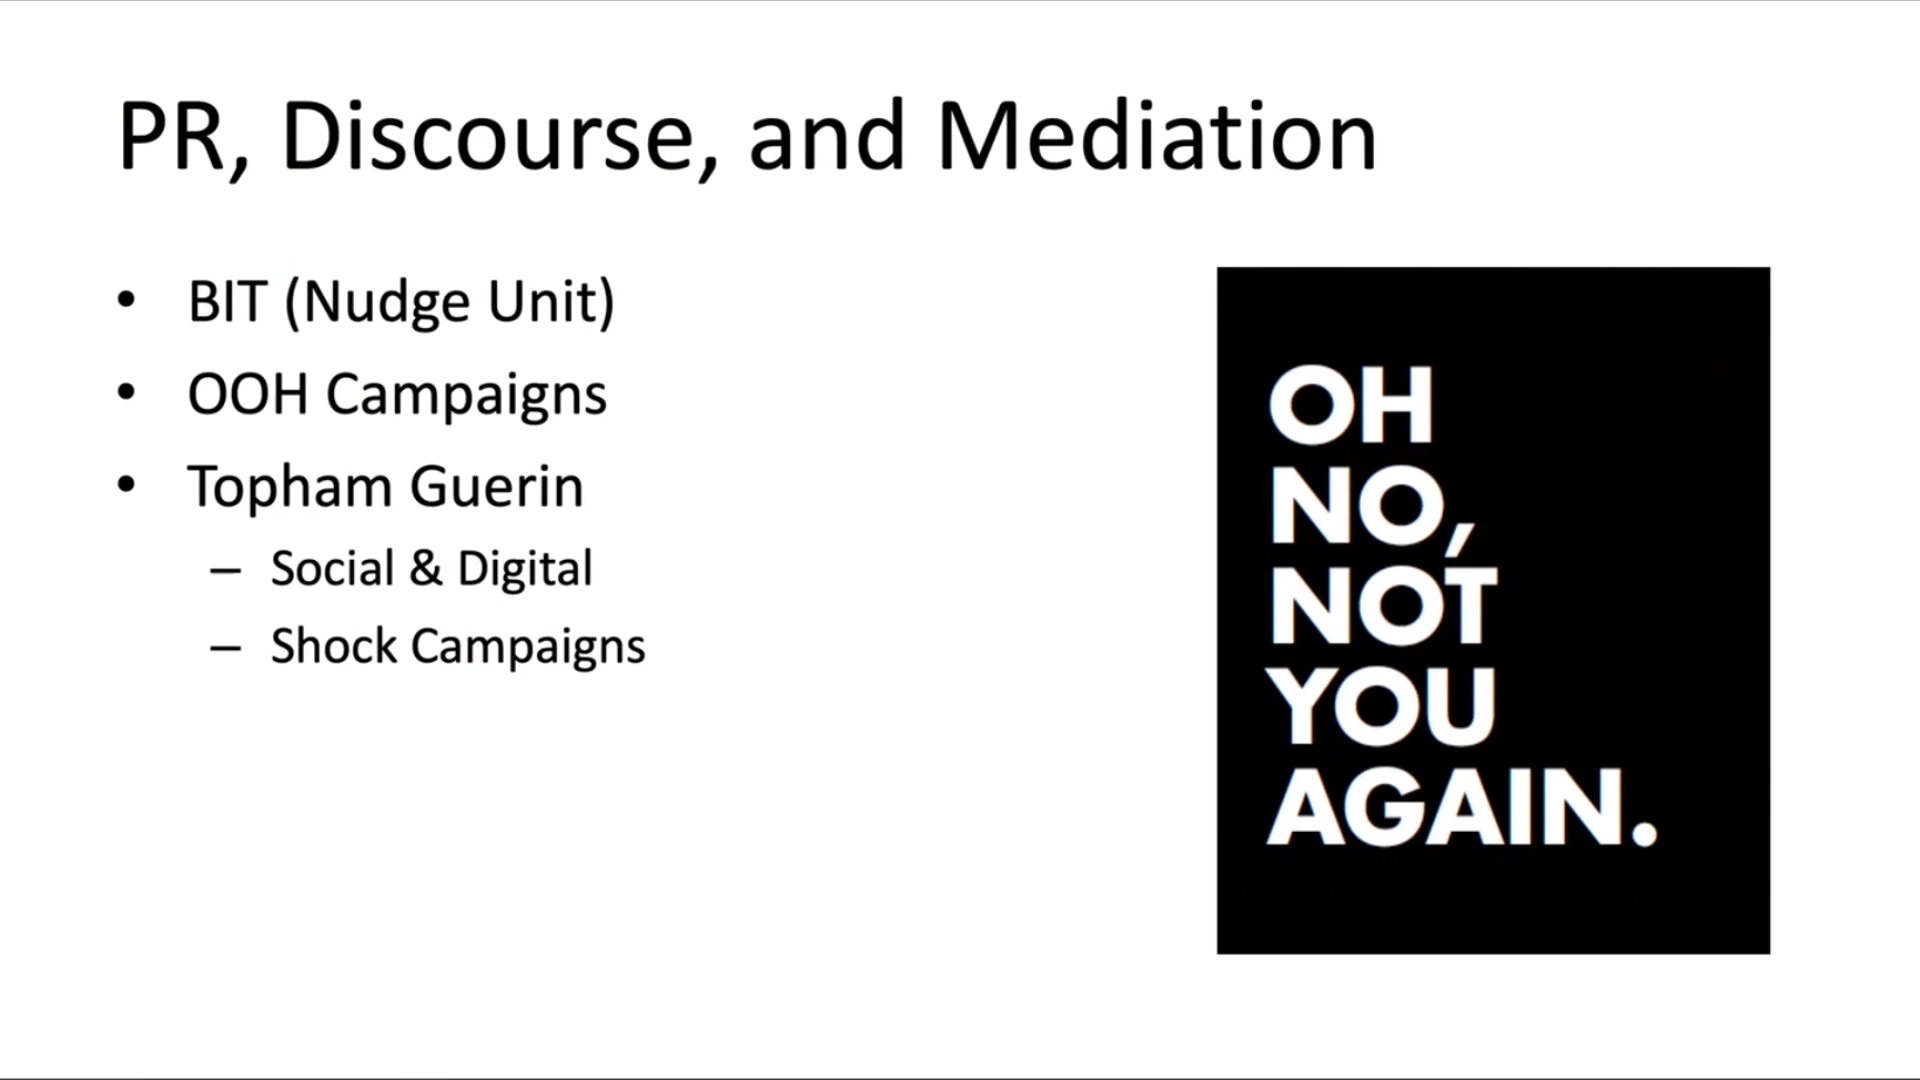 PR, Discourse, and Mediation
• BIT (Nudge Unit)
• OOH Campaigns
• Topham Guerin
– Social & Digital
– Shock Campaigns
OH
NO,
NOT
YOU
AGAIN.